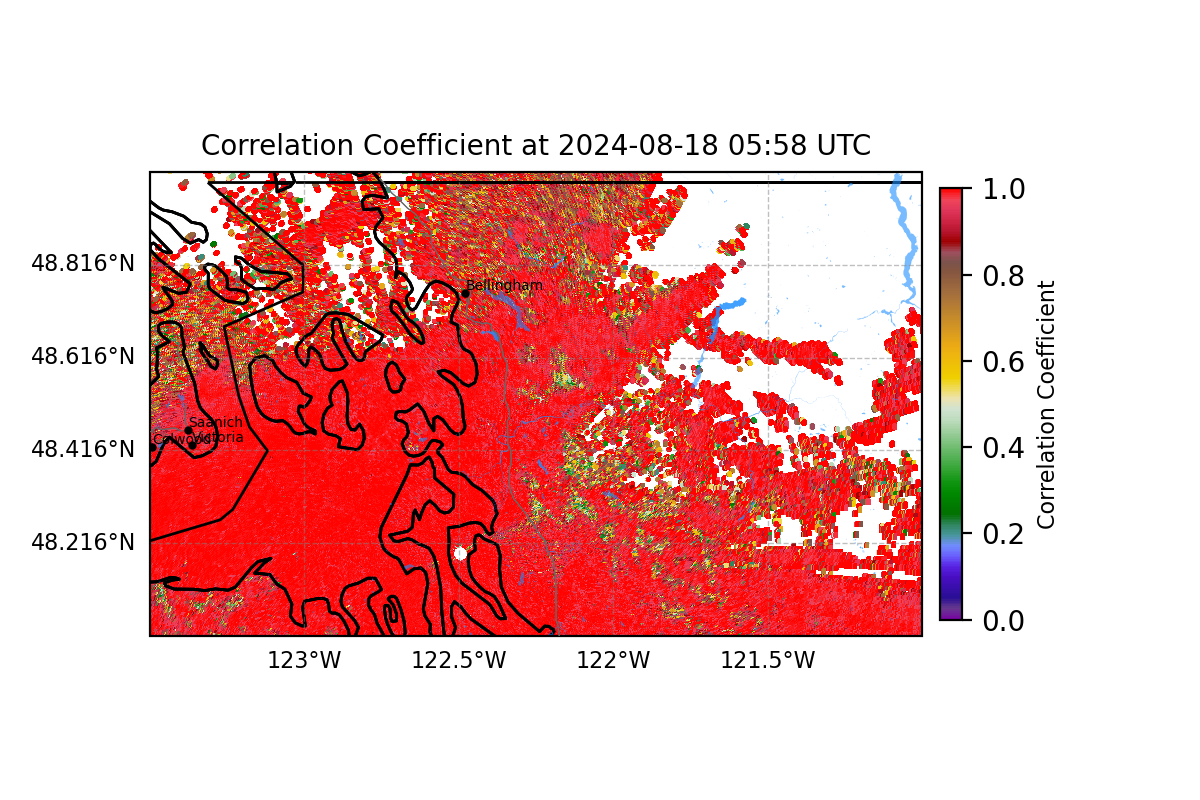 Correlation Coefficient at 2024-08-18 05:58 UTC
1.0
48.816°N
0.8
Bellingham
48.616°N
0.6
Saanich
Colwood
Victoria
48.416°N
0.4
48.216°N
0.2
0.0
Correlation Coefficient
123°W
122.5°W
122°W
121.5°W